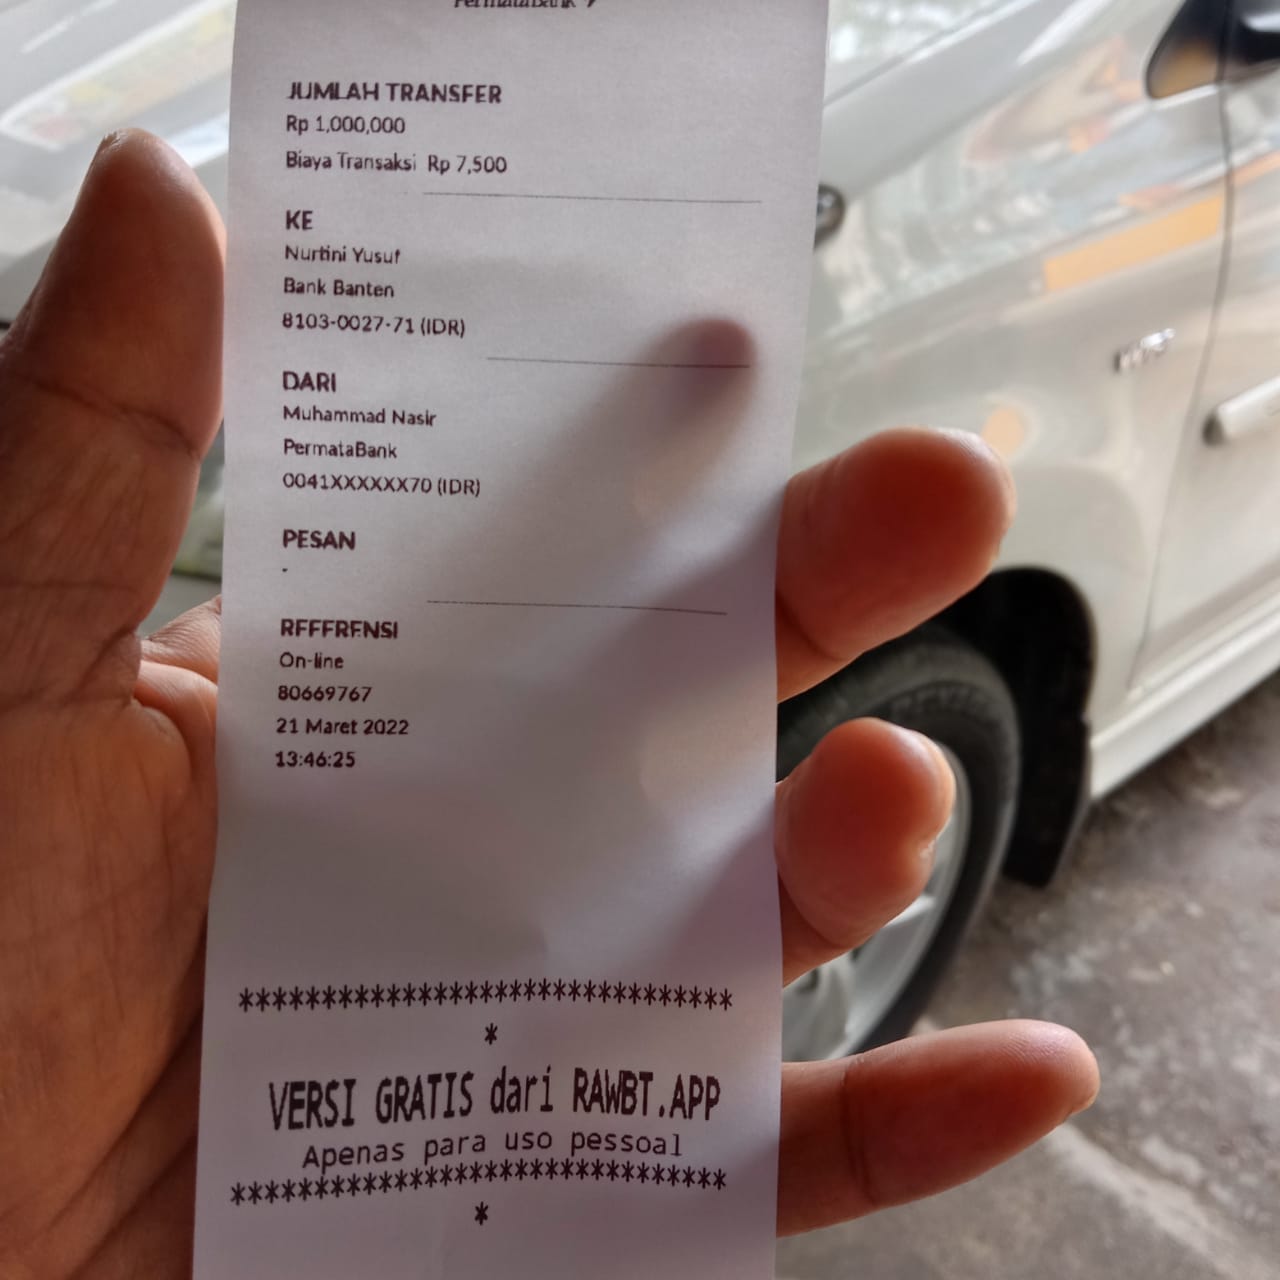 PermataBank
JUMLAH TRANSFER
Rp 1,000,000
Biaya Transaksi Rp 7,500
KE
Nurtini Yusuf
Bank Banten
8103-0027-71 (IDR)
DARI
Muhammad Nasir
PermataBank
0041XXXXXX70 (IDR)
PESAN
-
REFERENSI
On-line
80669767
21 Maret 2022
13:46:25
********************************
*
VERSI GRATIS dari RAWBT.APP
Apenas para uso pessoal
********************************
*